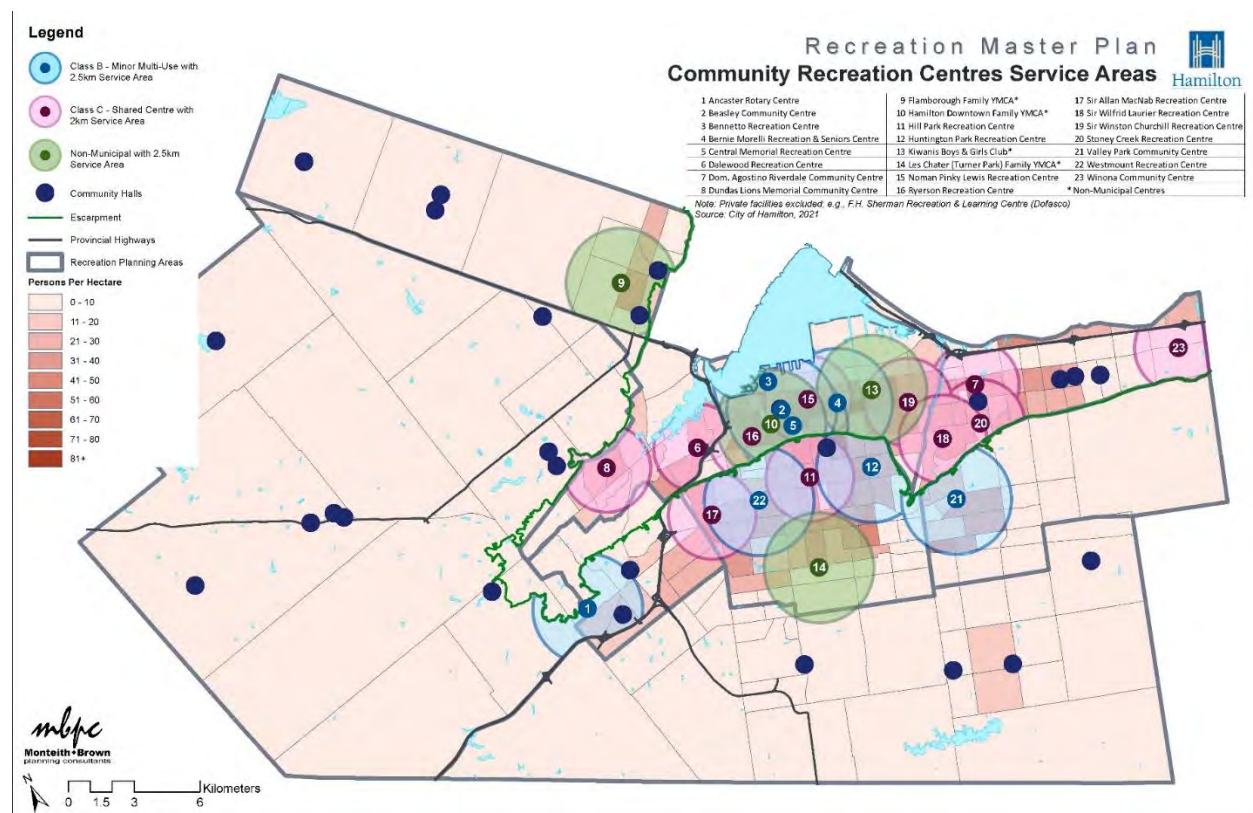 Legend
Class B - Minor Multi-Use with
2.5km Service Area
Class C - Shared Centre with
2km Service Area
Non-Municipal with 2.5km
Service Area
Community Halls
Escarpment
Provincial Highways
Recreation Planning Areas
Persons Per Hectare
0 - 10
11 - 20
21 - 30
31 - 40
41 - 50
51 - 60
61 - 70
71 - 80
81+
Recreation Master Plan
Community Recreation Centres Service Areas
Hamilton
1 Ancaster Rotary Centre
2 Beasley Community Centre
3 Bennetto Recreation Centre
4 Bernie Morelli Recreation & Seniors Centre
5 Central Memorial Recreation Centre
6 Dalewood Recreation Centre
7 Dom. Agostino Riverdale Community Centre
8 Dundas Lions Memorial Community Centre
9 Flamborough Family YMCA*
10 Hamilton Downtown Family YMCA*
11 Hill Park Recreation Centre
12 Huntington Park Recreation Centre
13 Kiwanis Boys & Girls Club*
14 Les Chater (Turner Park) Family YMCA*
15 Noman Pinky Lewis Recreation Centre
16 Ryerson Recreation Centre
17 Sir Allan MacNab Recreation Centre
18 Sir Wilfrid Laurier Recreation Centre
19 Sir Winston Churchill Recreation Centre
20 Stoney Creek Recreation Centre
21 Valley Park Community Centre
22 Westmount Recreation Centre
23 Winona Community Centre
*Non-Municipal Centres
Note: Private facilities excluded; e.g., F.H. Sherman Recreation & Learning Centre (Dofasco)
Source: City of Hamilton, 2021
9
23
3
7
13
15
4
19
2
10
5
20
16
18
6
8
12
11
22
21
17
14
1
mbpc
Monteith+Brown
planning consultants
N
0 1.5 3 6
Kilometers